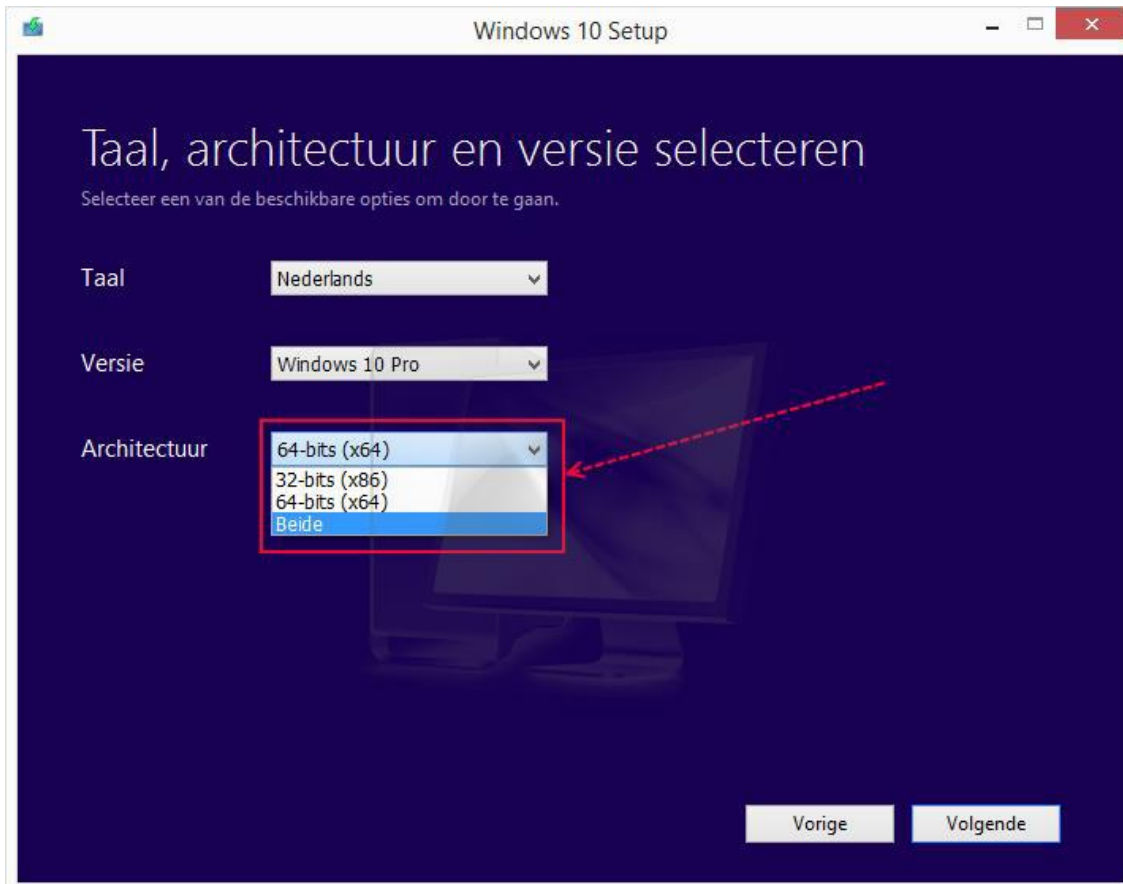 Windows 10 Setup
Taal, architectuur en versie selecteren
Selecteer een van de beschikbare opties om door te gaan.
Taal Nederlands
Versie Windows 10 Pro
Architectuur 64-bits (x64)
32-bits (x86)
64-bits (x64)
Beide
Vorige Volgende